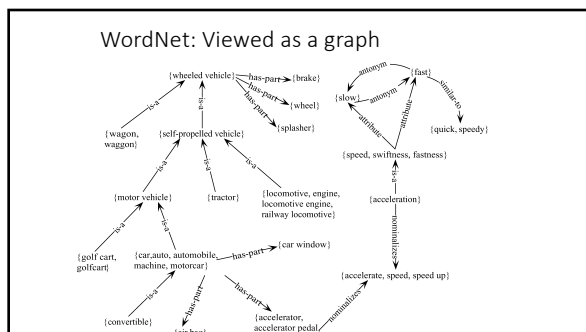 WordNet: Viewed as a graph
{wheeled vehicle}
has-part
{brake}
has-part
{wheel}
has-part
{splasher}
is-a
is-a
{wagon,
waggon}
{self-propelled vehicle}
antonym
{fast}
{slow}
antonym
similar-to
{quick, speedy}
attribute
attribute
{speed, swiftness, fastness}
is-a
is-a
is-a
{motor vehicle}
{tractor}
{locomotive, engine,
locomotive engine,
railway locomotive}
is-a
{acceleration}
nominalizes
is-a
is-a
{golf cart,
golfcart}
{car,auto, automobile,
machine, motorcar}
has-part
{car window}
{accelerate, speed, speed up}
is-a
{convertible}
has-part
has-part
{accelerator,
accelerator pedal
nominalizes